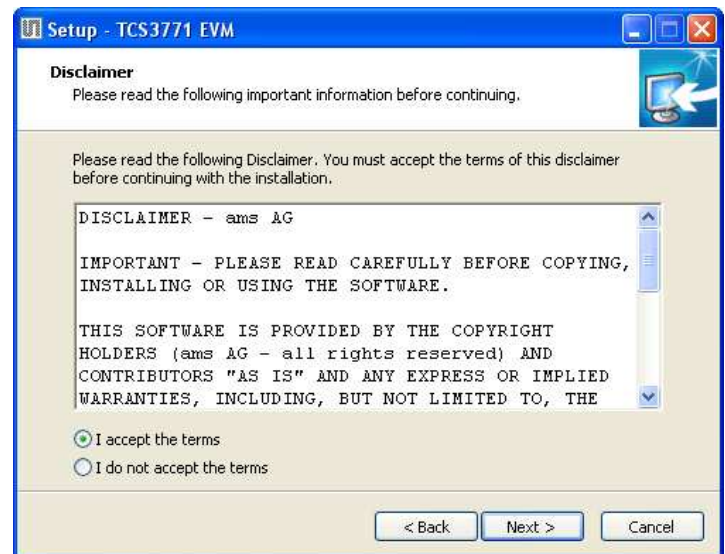 Setup - TCS3771 EVM
Disclaimer
Please read the following important information before continuing.
Please read the following Disclaimer. You must accept the terms of this disclaimer
before continuing with the installation.
DISCLAIMER - ams AG
IMPORTANT - PLEASE READ CAREFULLY BEFORE COPYING,
INSTALLING OR USING THE SOFTWARE.
THIS SOFTWARE IS PROVIDED BY THE COPYRIGHT
HOLDERS (ams AG - all rights reserved) AND
CONTRIBUTORS "AS IS" AND ANY EXPRESS OR IMPLIED
WARRANTIES, INCLUDING, BUT NOT LIMITED TO, THE
I accept the terms
I do not accept the terms
< Back Next > Cancel